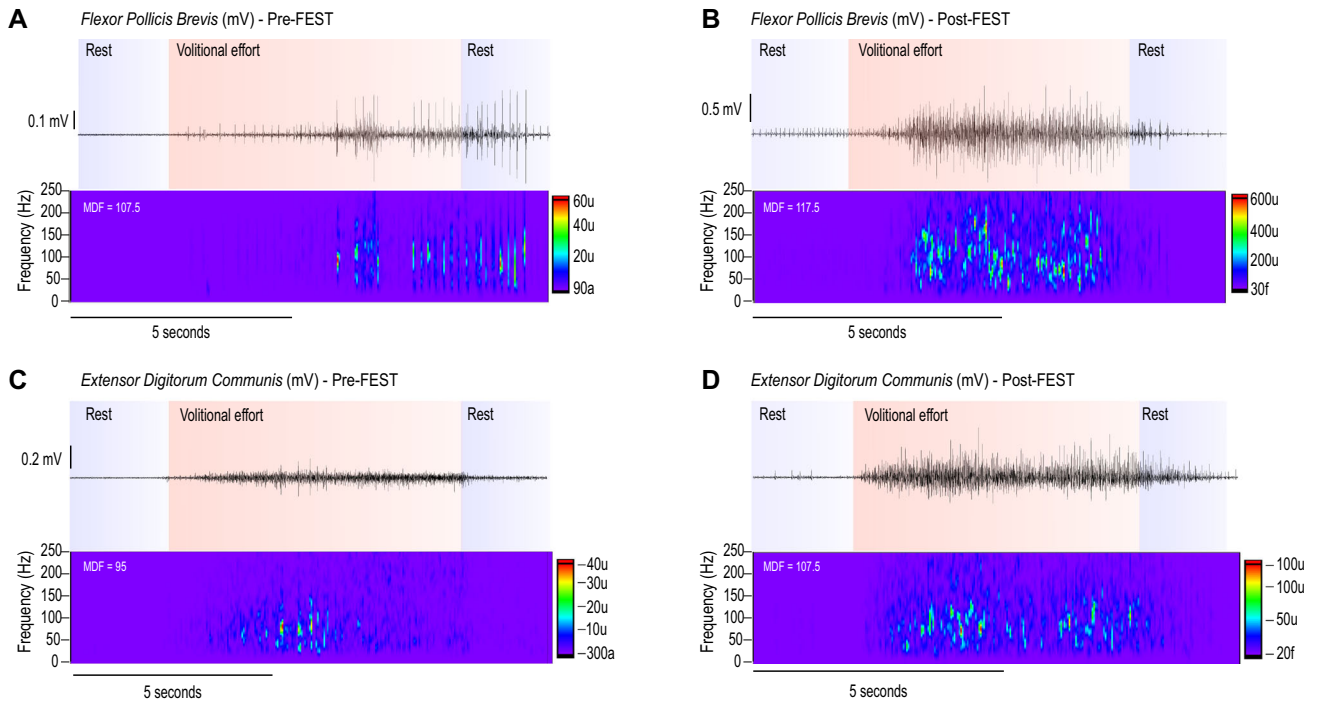 A
Flexor Pollicis Brevis (mV) - Pre-FEST
Rest
Volitional effort
Rest
0.1 mV
Frequency (Hz)
250
200
150
100
50
0
MDF = 107.5
60u
40u
20u
90a
5 seconds
B
Flexor Pollicis Brevis (mV) - Post-FEST
Rest
Volitional effort
Rest
0.5 mV
Frequency (Hz)
250
200
150
100
50
0
MDF = 117.5
600u
400u
200u
30f
5 seconds
C
Extensor Digitorum Communis (mV) - Pre-FEST
Rest
Volitional effort
Rest
0.2 mV
Frequency (Hz)
250
200
150
100
50
0
MDF = 95
40u
30u
20u
10u
300a
5 seconds
D
Extensor Digitorum Communis (mV) - Post-FEST
Rest
Volitional effort
Rest
Frequency (Hz)
250
200
150
100
50
0
MDF = 107.5
100u
100u
50u
20f
5 seconds